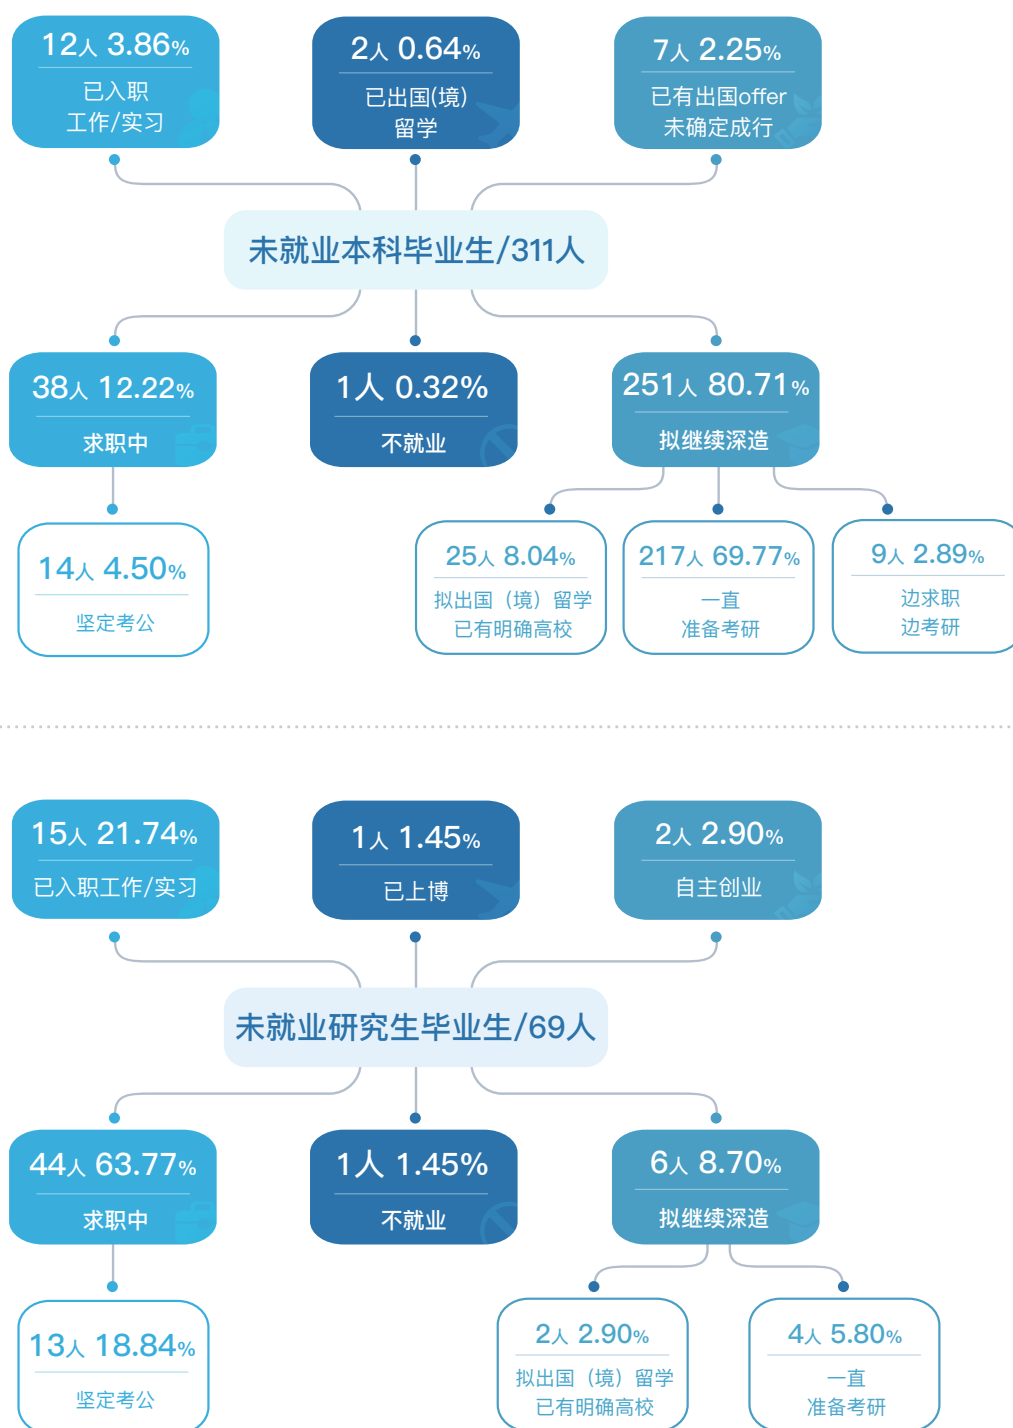 12人 3.86%
已入职
工作/实习
2人 0.64%
已出国(境)
留学
7人 2.25%
已有出国offer
未确定成行
未就业本科毕业生/311人
38人 12.22%
求职中
1人 0.32%
不就业
251人 80.71%
拟继续深造
14人 4.50%
坚定考公
25人 8.04%
拟出国（境）留学
已有明确高校
217人 69.77%
一直
准备考研
9人 2.89%
边求职
边考研
15人 21.74%
已入职工作/实习
1人 1.45%
已上博
2人 2.90%
自主创业
未就业研究生毕业生/69人
44人 63.77%
求职中
1人 1.45%
不就业
6人 8.70%
拟继续深造
13人 18.84%
坚定考公
2人 2.90%
拟出国（境）留学
已有明确高校
4人 5.80%
一直
准备考研